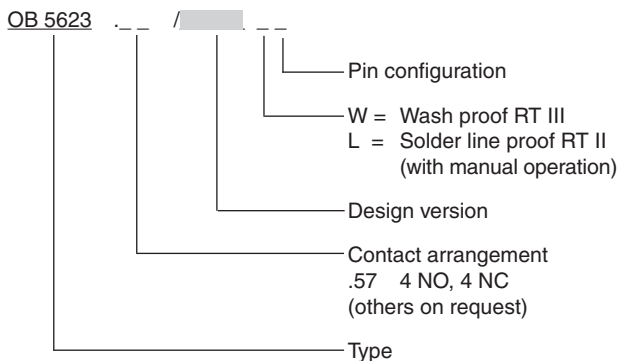 OB 5623 ._ _ / _ _
Pin configuration
W = Wash proof RT III
L = Solder line proof RT II
(with manual operation)
Design version
Contact arrangement
.57 4 NO, 4 NC
(others on request)
Type